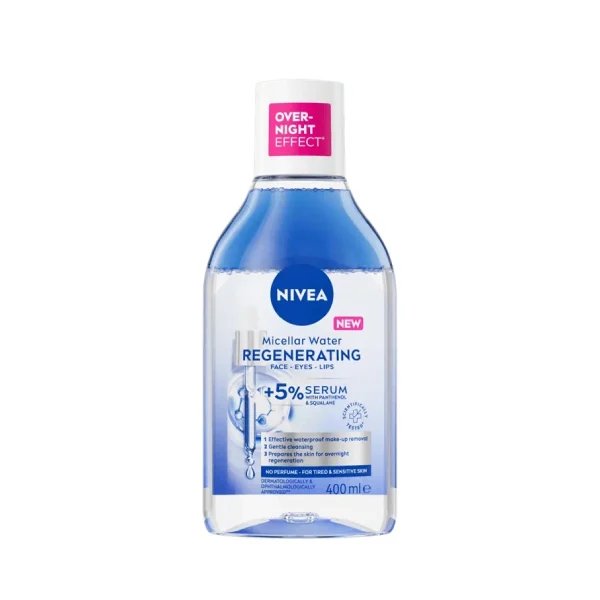 OVER-
NIGHT
EFFECT*
NIVEA
NEW
Micellar Water
REGENERATING
FACE - EYES - LIPS
+5% SERUM
WITH PANTHENOL
& SQUALANE
SCIENTIFICALLY
TESTED
1 Effective waterproof make-up removal
2 Gentle cleansing
3 Prepares the skin for overnight
regeneration
NO PERFUME - FOR TIRED & SENSITIVE SKIN
DERMATOLOGICALLY &
OPHTHALMOLOGICALLY
APPROVED**
400 ml e